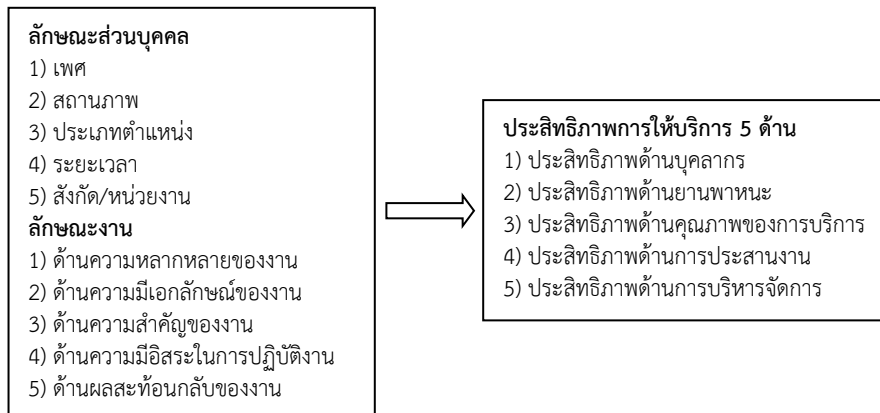 ลักษณะส่วนบุคคล
1) เพศ
2) สถานภาพ
3) ประเภทตำแหน่ง
4) ระยะเวลา
5) สังกัด/หน่วยงาน
ลักษณะงาน
1) ด้านความหลากหลายของงาน
2) ด้านความมีเอกลักษณ์ของงาน
3) ด้านความสำคัญของงาน
4) ด้านความมีอิสระในการปฏิบัติงาน
5) ด้านผลสะท้อนกลับของงาน
ประสิทธิภาพการให้บริการ 5 ด้าน
1) ประสิทธิภาพด้านบุคลากร
2) ประสิทธิภาพด้านยานพาหนะ
3) ประสิทธิภาพด้านคุณภาพของการบริการ
4) ประสิทธิภาพด้านการประสานงาน
5) ประสิทธิภาพด้านการบริหารจัดการ